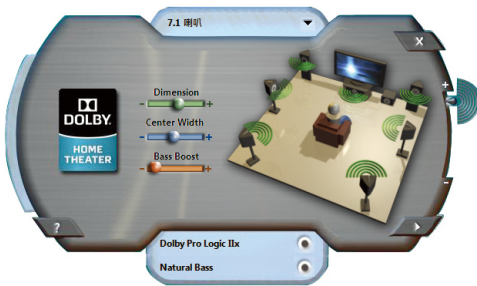 7.1 喇叭
X
DOLBY.
HOME
THEATER
Dimension
- +
Center Width
- +
Bass Boost
- +
+
-
?
Dolby Pro Logic IIx
Natural Bass